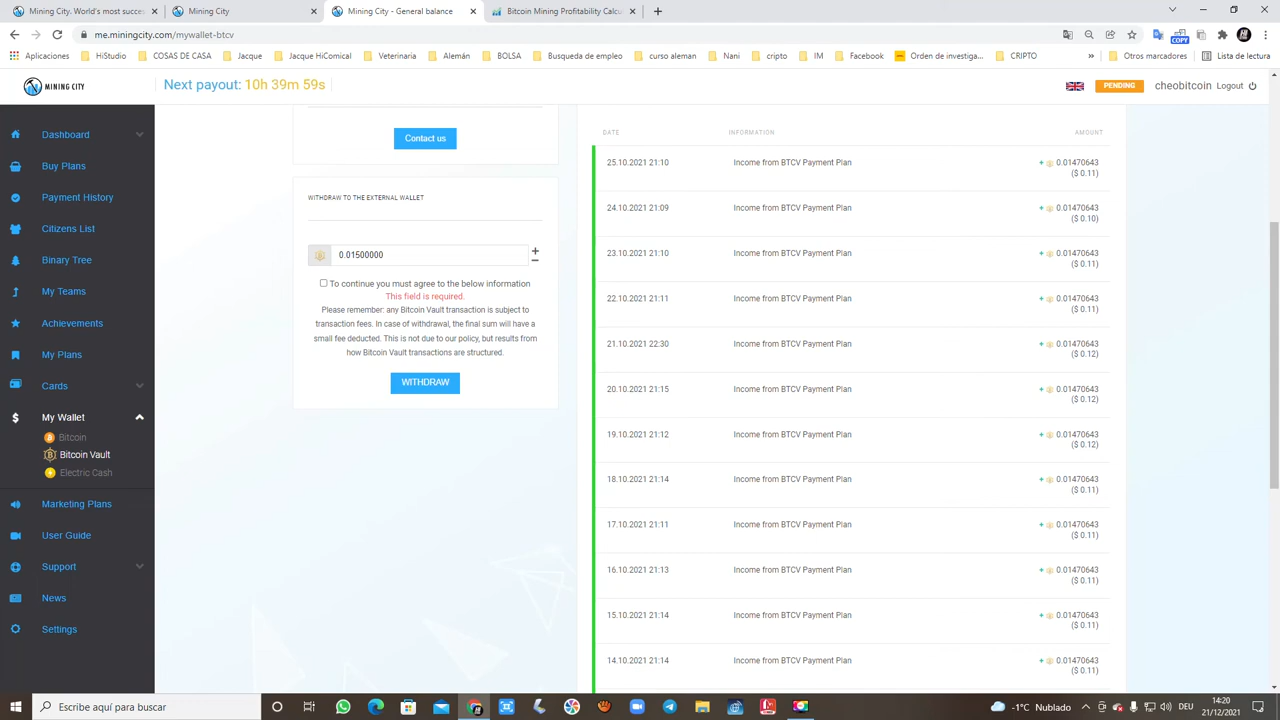 Bitcoin Mining City: World's most succes
Mining City
Mining City - General balance
Bitcoin Mining Profitability Calcu
me.miningcity.com/mywallet-btcv
Aplicaciones
HiStudio
COSAS DE CASA
Jacque
Jacque HiComical
Veterinaria
Alemán
BOLSA
Busqueda de empleo
curso aleman
Nani
cripto
IM
Facebook
Orden de investiga...
CRIPTO
»
Otros marcadores
Lista de lectura
COPY
MINING CITY
Next payout: 10h 39m 59s
PENDING
cheobitcoin
Logout
Dashboard
Buy Plans
Payment History
Citizens List
Binary Tree
My Teams
Achievements
My Plans
Cards
My Wallet
Bitcoin
Bitcoin Vault
Electric Cash
Marketing Plans
User Guide
Support
News
Settings
Contact us
WITHDRAW TO THE EXTERNAL WALLET
0.01500000
To continue you must agree to the below information
This field is required.
Please remember: any Bitcoin Vault transaction is subject to
transaction fees. In case of withdrawal, the final sum will have a
small fee deducted. This is not due to our policy, but results from
how Bitcoin Vault transactions are structured.
WITHDRAW
DATE INFORMATION AMOUNT
25.10.2021 21:10 Income from BTCV Payment Plan + 0.01470643
($ 0.11)
24.10.2021 21:09 Income from BTCV Payment Plan + 0.01470643
($ 0.10)
23.10.2021 21:10 Income from BTCV Payment Plan + 0.01470643
($ 0.11)
22.10.2021 21:11 Income from BTCV Payment Plan + 0.01470643
($ 0.11)
21.10.2021 22:30 Income from BTCV Payment Plan + 0.01470643
($ 0.12)
20.10.2021 21:15 Income from BTCV Payment Plan + 0.01470643
($ 0.12)
19.10.2021 21:12 Income from BTCV Payment Plan + 0.01470643
($ 0.12)
18.10.2021 21:14 Income from BTCV Payment Plan + 0.01470643
($ 0.11)
17.10.2021 21:11 Income from BTCV Payment Plan + 0.01470643
($ 0.11)
16.10.2021 21:13 Income from BTCV Payment Plan + 0.01470643
($ 0.11)
15.10.2021 21:14 Income from BTCV Payment Plan + 0.01470643
($ 0.11)
14.10.2021 21:14 Income from BTCV Payment Plan + 0.01470643
($ 0.11)
Escribe aquí para buscar
-1°C Nublado
DEU
14:20
21/12/2021